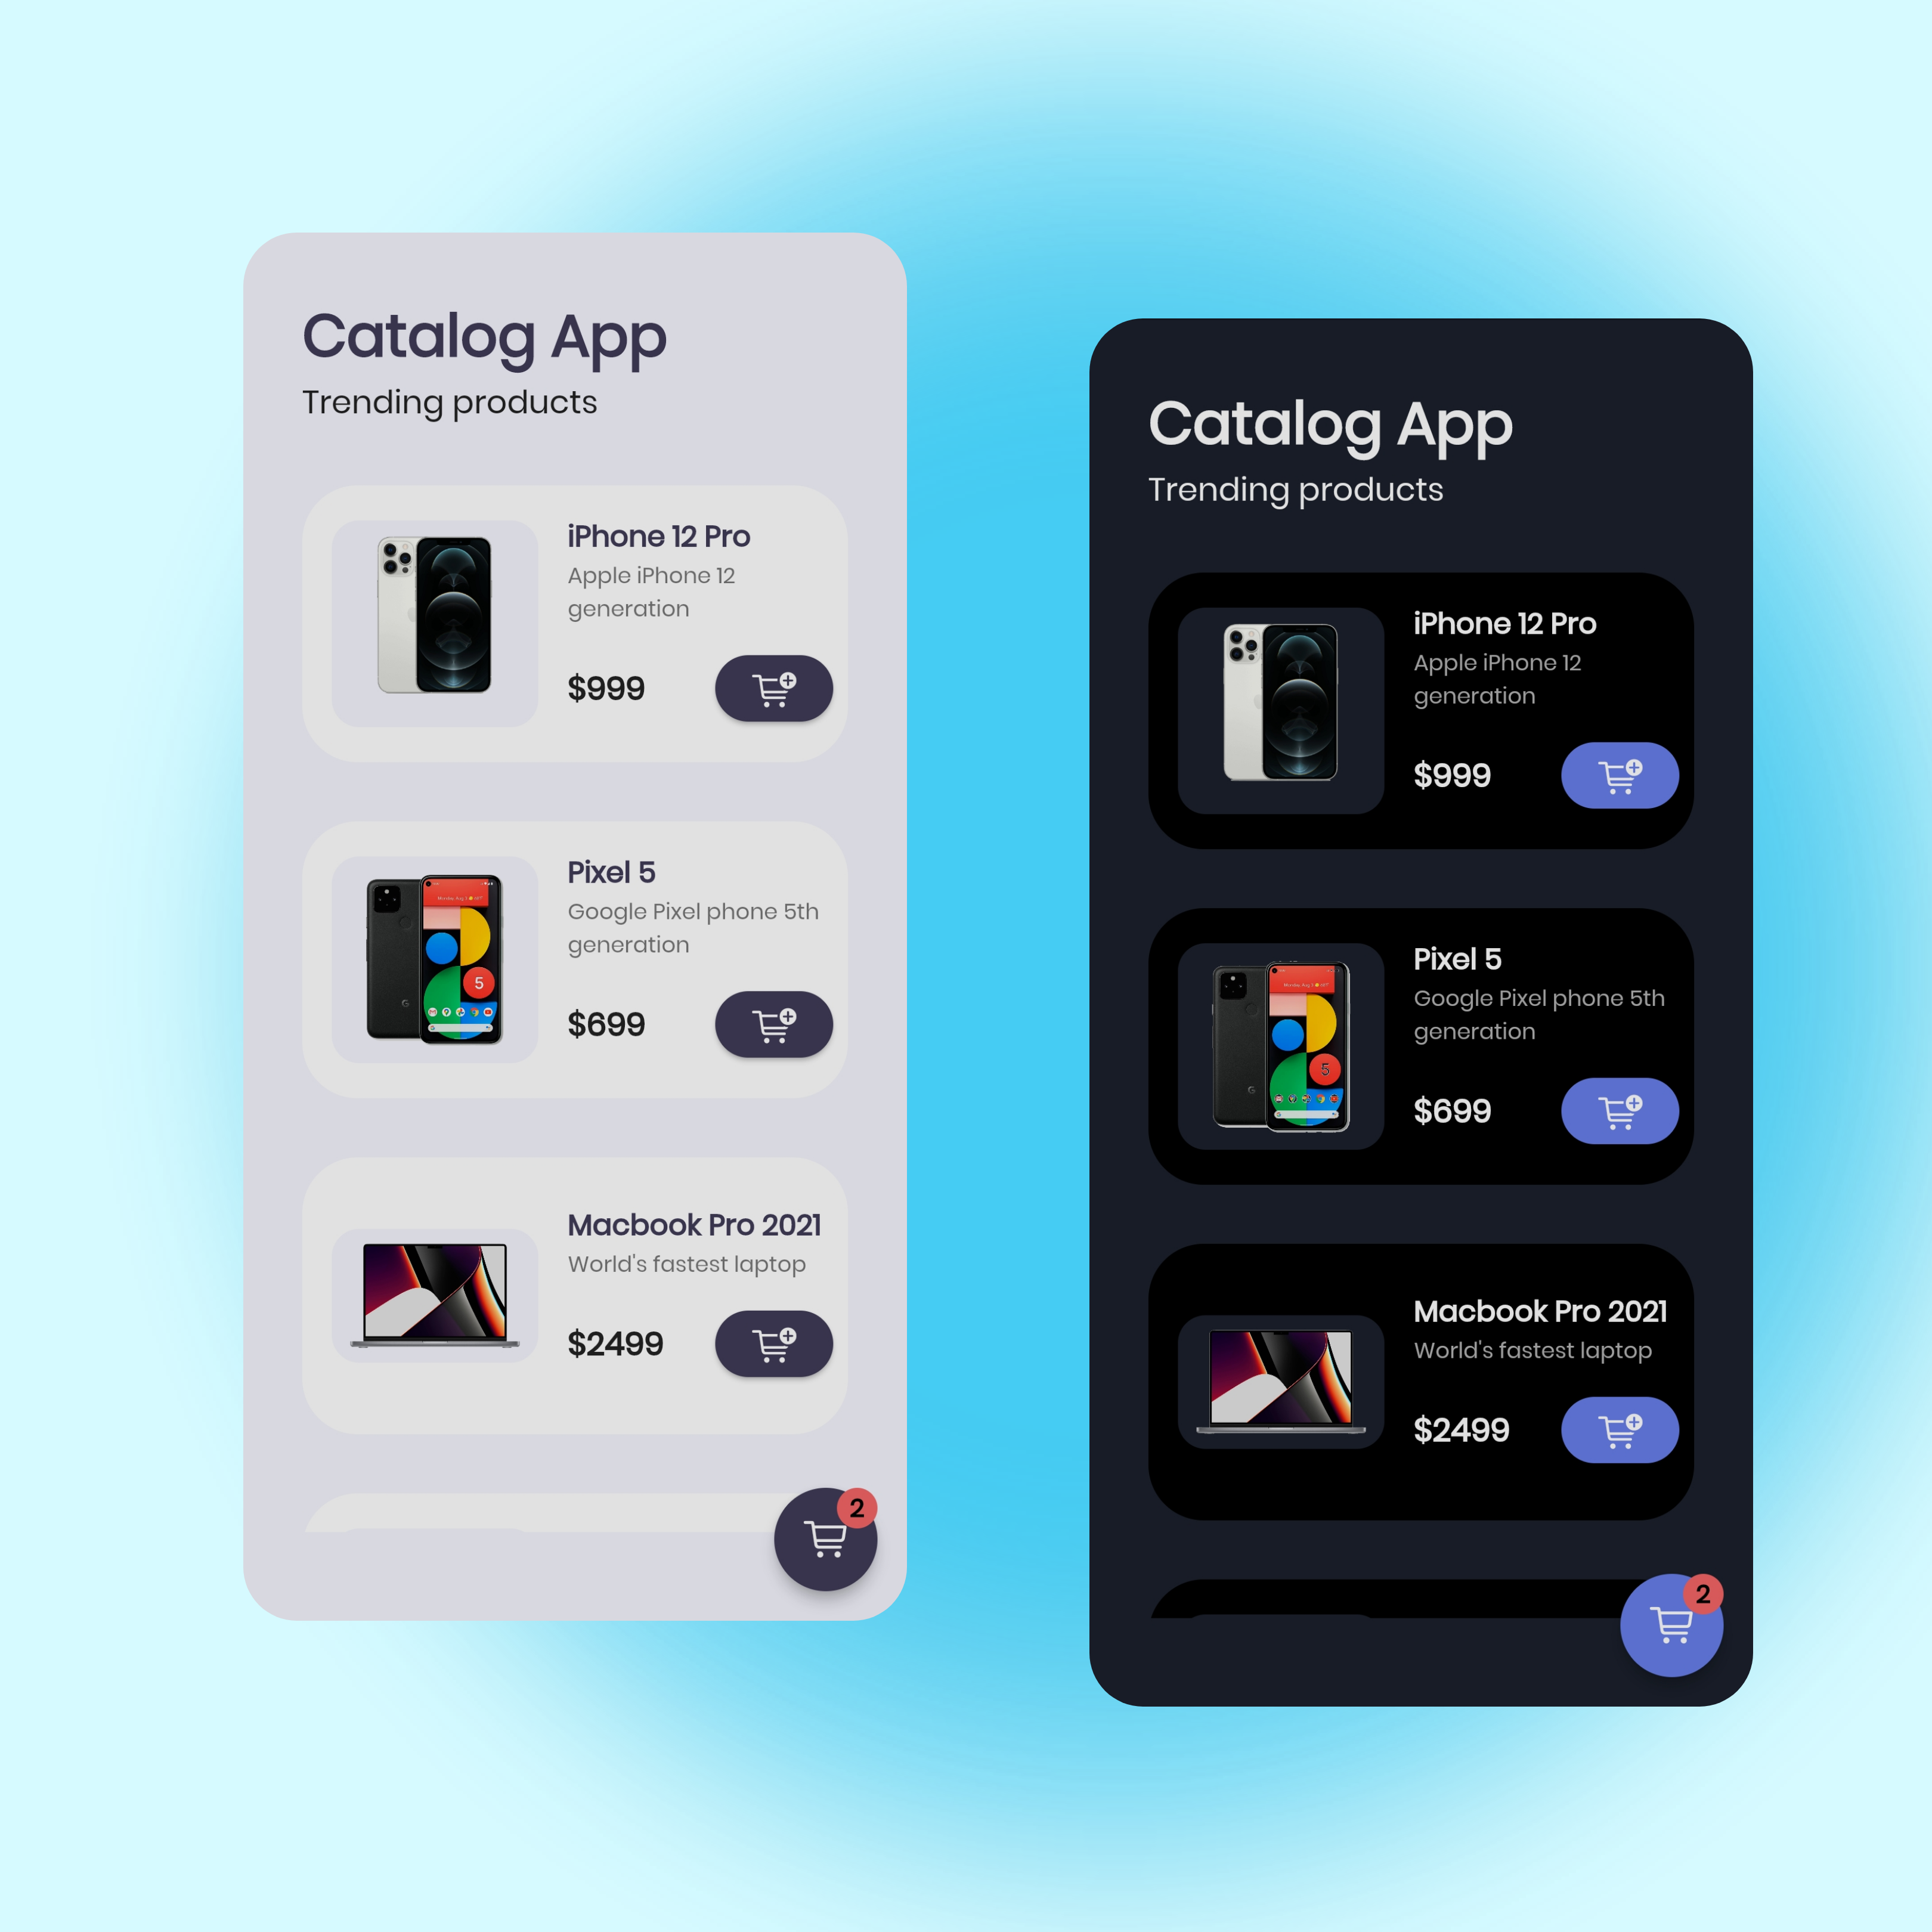 Catalog App
Trending products
iPhone 12 Pro
Apple iPhone 12
generation
$999
Pixel 5
Google Pixel phone 5th
generation
5
$699
Macbook Pro 2021
World's fastest laptop
$2499
2
Catalog App
Trending products
iPhone 12 Pro
Apple iPhone 12
generation
$999
Pixel 5
Google Pixel phone 5th
generation
5
$699
Macbook Pro 2021
World's fastest laptop
$2499
2